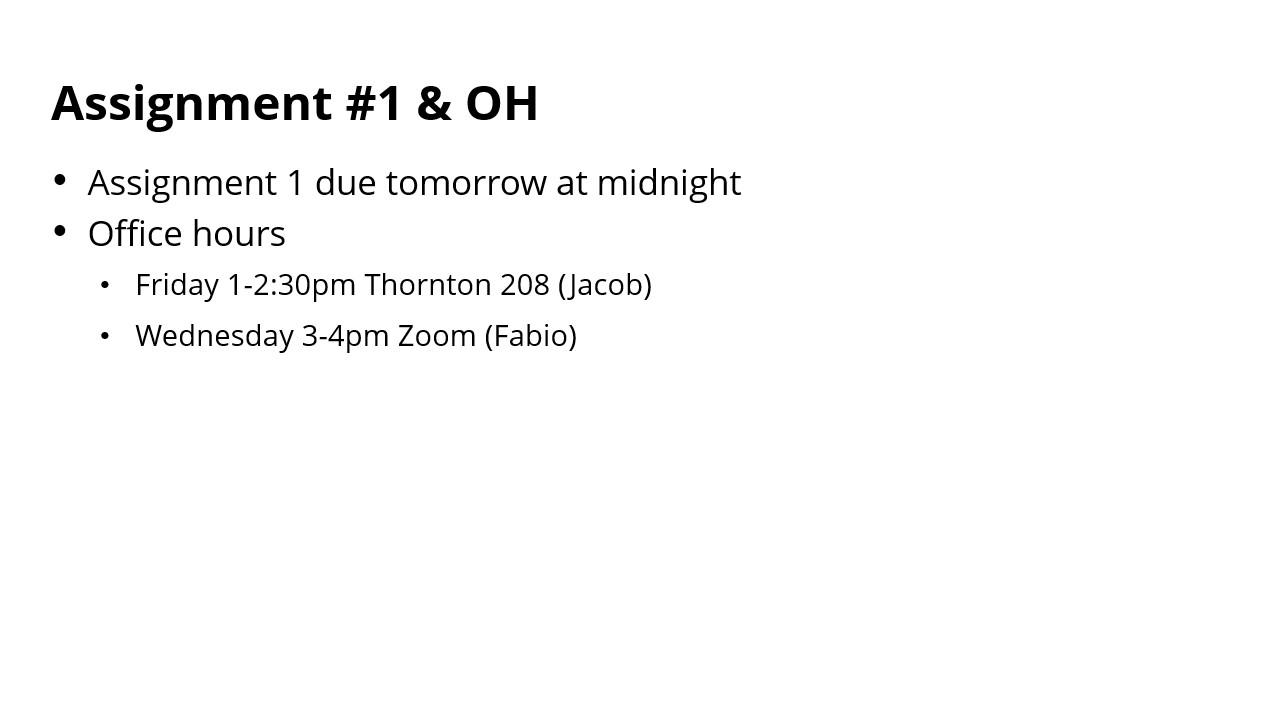 Assignment #1 & OH
• Assignment 1 due tomorrow at midnight
• Office hours
• Friday 1-2:30pm Thornton 208 (Jacob)
• Wednesday 3-4pm Zoom (Fabio)